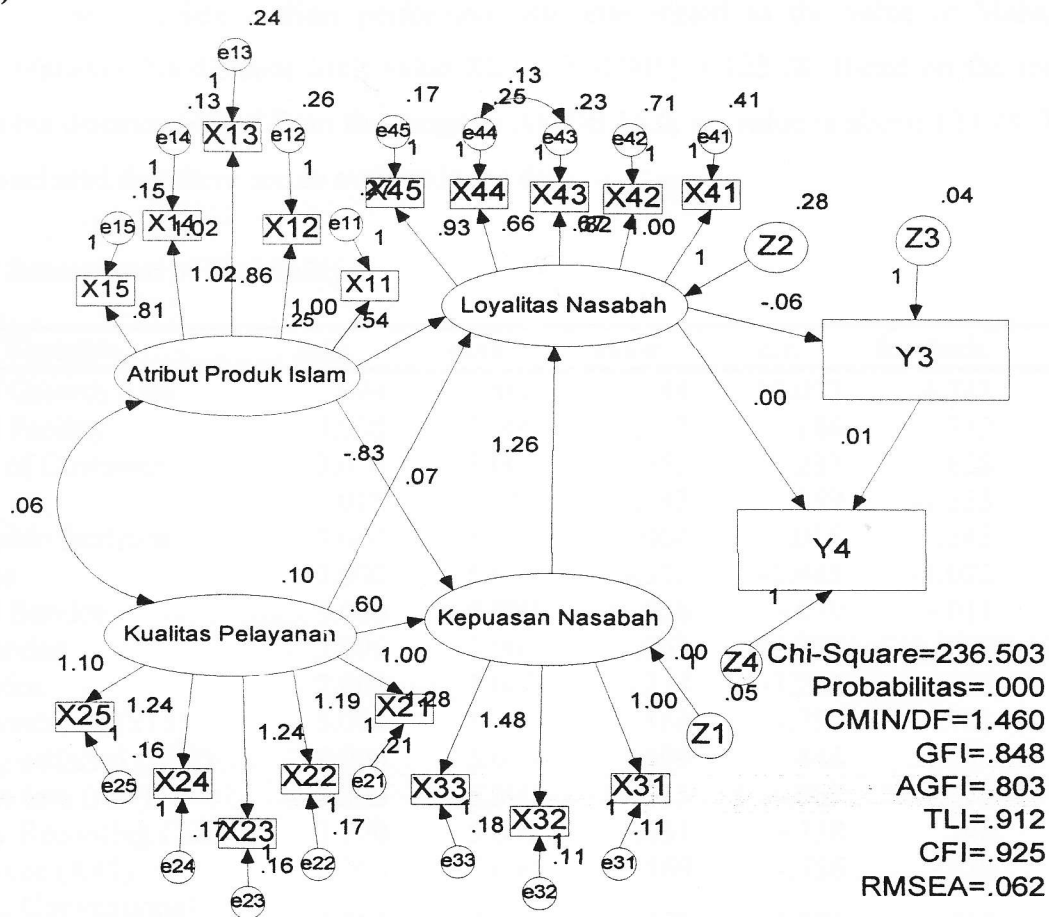 .24
e13
1
.13
X13
.26
e12
1
X12
e14
1
X14
1.02
.15
e15
1
X15
.81
1.02
.86
1.00
.25
.27
e11
1
X11
.54
Atribut Produk Islam
.13
.17
e45
1
X45
.25
e44
1
X44
.23
e43
1
X43
.71
e42
1
X42
.41
e41
1
X41
.93
.66
.67
.62
1.00
1
Loyalitas Nasabah
.28
Z2
.04
Z3
1
-.06
Y3
.00
.01
Y4
1
Z4
.05
-.83
.07
1.26
.06
.10
.60
Kualitas Pelayanan
Kepuasan Nasabah
.00
1
Z1
1.10
1.24
1.19
1.24
1.00
X25
1
e25
.16
X24
1
e24
.17
X23
1
e23
.16
X22
1
e22
.17
X21
.28
1
e21
.21
1.48
1.00
X33
1
e33
.18
X32
1
e32
.11
X31
1
e31
.11
Chi-Square=236.503
Probabilitas=.000
CMIN/DF=1.460
GFI=.848
AGFI=.803
TLI=.912
CFI=.925
RMSEA=.062